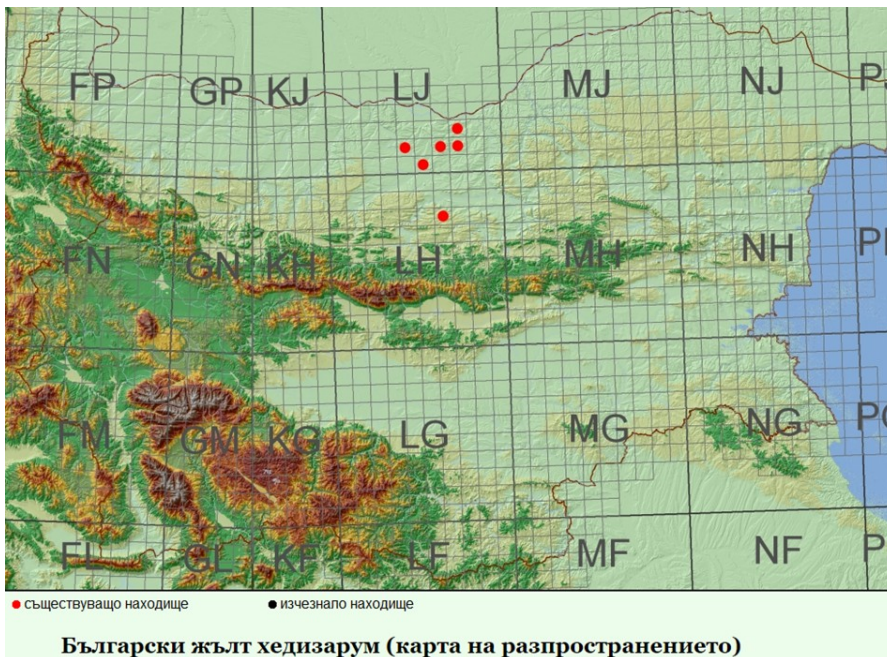 FP GP KJ LJ MJ NJ PJ
FN GN KH LH MH NH
FM GM KG LG MG NG
FL GL KF LF MF NF
съществуващо находище изчезнало находище
Български жълт хедизарум (карта на разпространението)